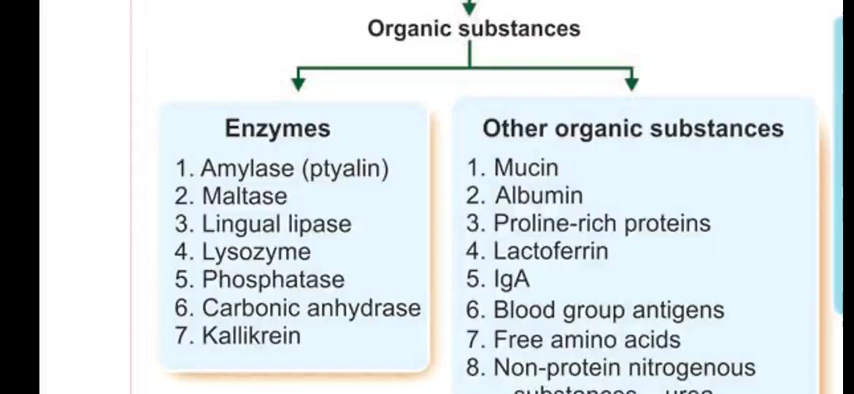 Organic substances
Enzymes
1. Amylase (ptyalin)
2. Maltase
3. Lingual lipase
4. Lysozyme
5. Phosphatase
6. Carbonic anhydrase
7. Kallikrein
Other organic substances
1. Mucin
2. Albumin
3. Proline-rich proteins
4. Lactoferrin
5. IgA
6. Blood group antigens
7. Free amino acids
8. Non-protein nitrogenous